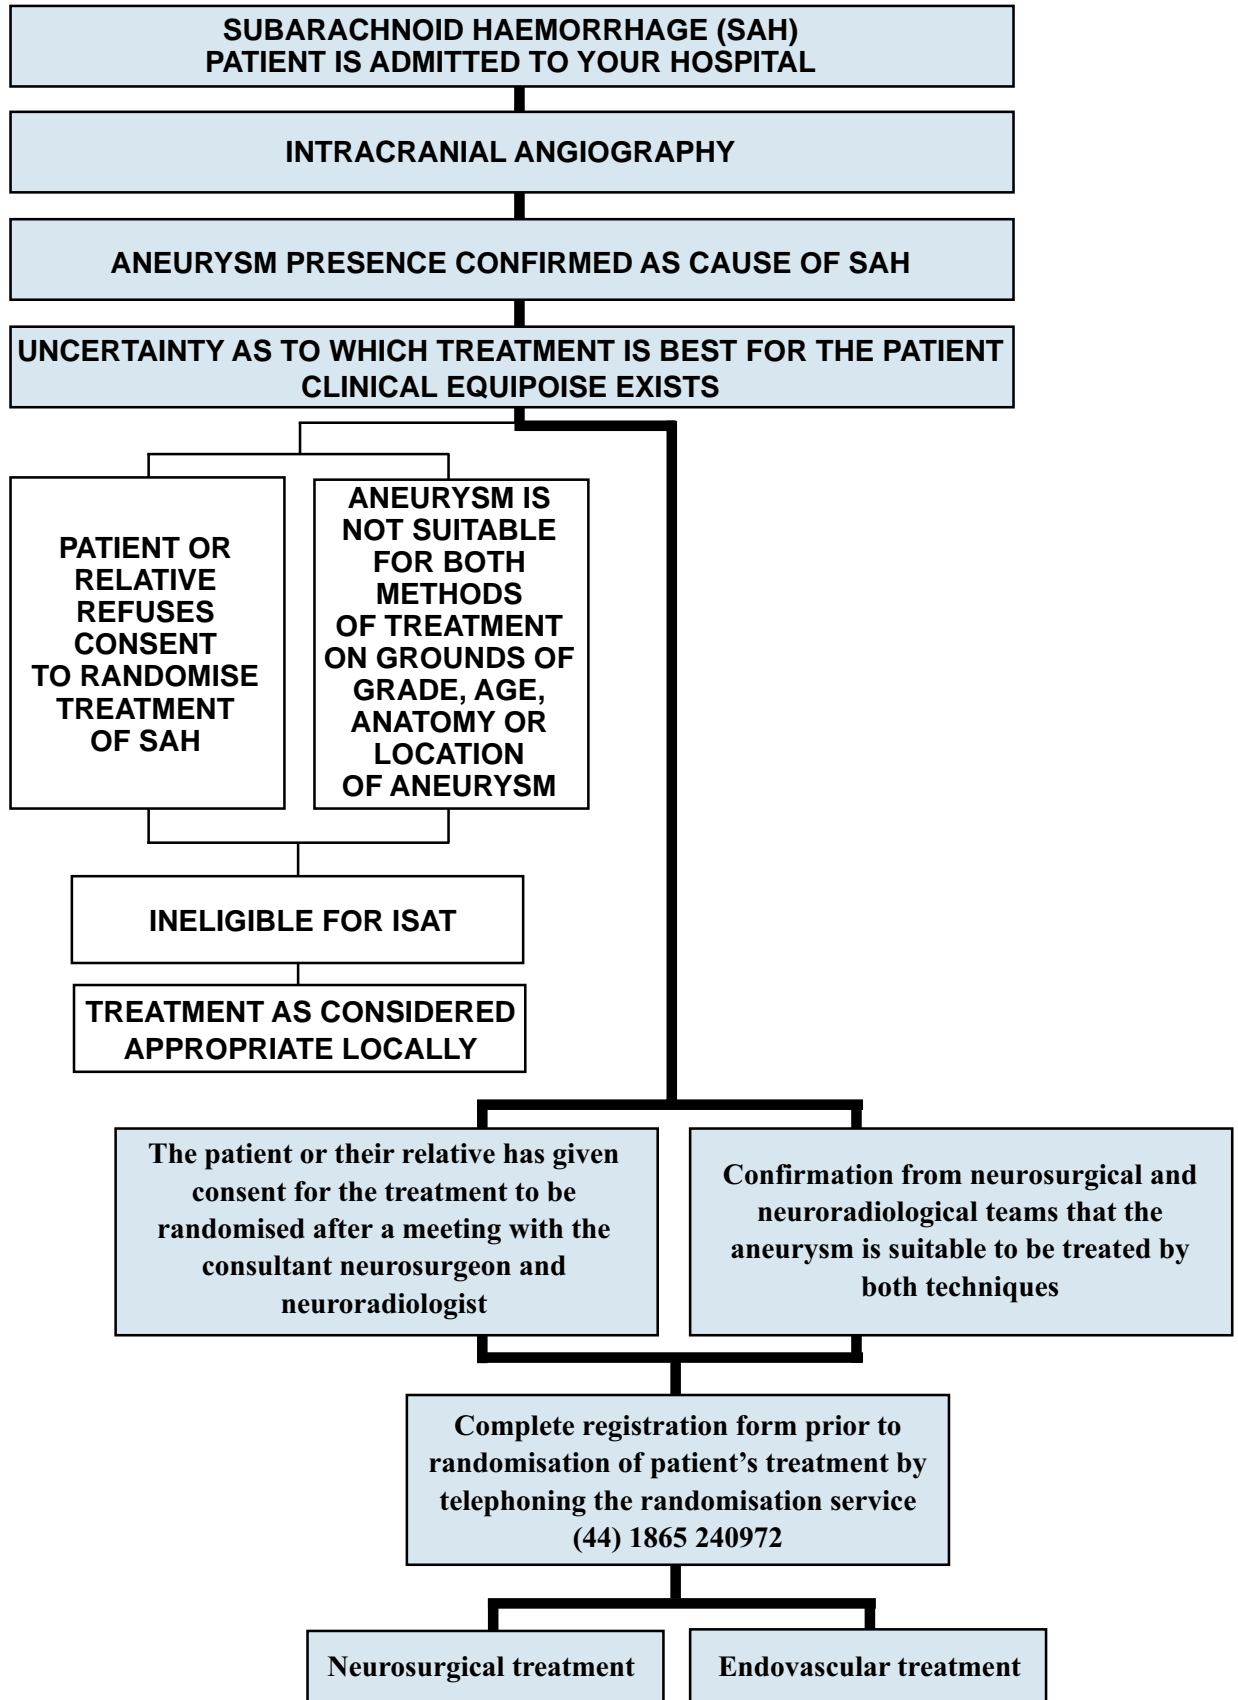 SUBARACHNOID HAEMORRHAGE (SAH)
PATIENT IS ADMITTED TO YOUR HOSPITAL
INTRACRANIAL ANGIOGRAPHY
ANEURYSM PRESENCE CONFIRMED AS CAUSE OF SAH
UNCERTAINTY AS TO WHICH TREATMENT IS BEST FOR THE PATIENT
CLINICAL EQUIPOISE EXISTS
PATIENT OR
RELATIVE
REFUSES
CONSENT
TO RANDOMISE
TREATMENT
OF SAH
ANEURYSM IS
NOT SUITABLE
FOR BOTH
METHODS
OF TREATMENT
ON GROUNDS OF
GRADE, AGE,
ANATOMY OR
LOCATION
OF ANEURYSM
INELIGIBLE FOR ISAT
TREATMENT AS CONSIDERED
APPROPRIATE LOCALLY
The patient or their relative has given
consent for the treatment to be
randomised after a meeting with the
consultant neurosurgeon and
neuroradiologist
Confirmation from neurosurgical and
neuroradiological teams that the
aneurysm is suitable to be treated by
both techniques
Complete registration form prior to
randomisation of patient’s treatment by
telephoning the randomisation service
(44) 1865 240972
Neurosurgical treatment
Endovascular treatment